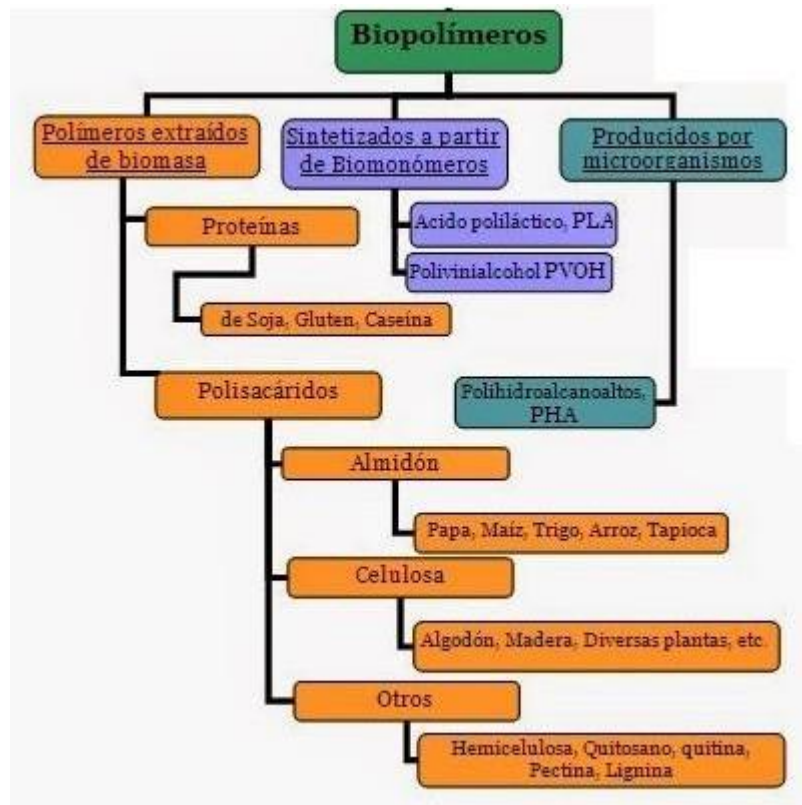 Biopolímeros
Polímeros extraídos
de biomasa
Sintetizados a partir
de Biomonómeros
Producidos por
microorganismos
Proteínas
Acido poliláctico, PLA
Polivinialcohol PVOH
de Soja, Gluten, Caseína
Polisacáridos
Polihidroalcanoaltos,
PHA
Almidón
Papa, Maíz, Trigo, Arroz, Tapioca
Celulosa
Algodón, Madera, Diversas plantas, etc.
Otros
Hemicelulosa, Quitosano, quitina,
Pectina, Lignina